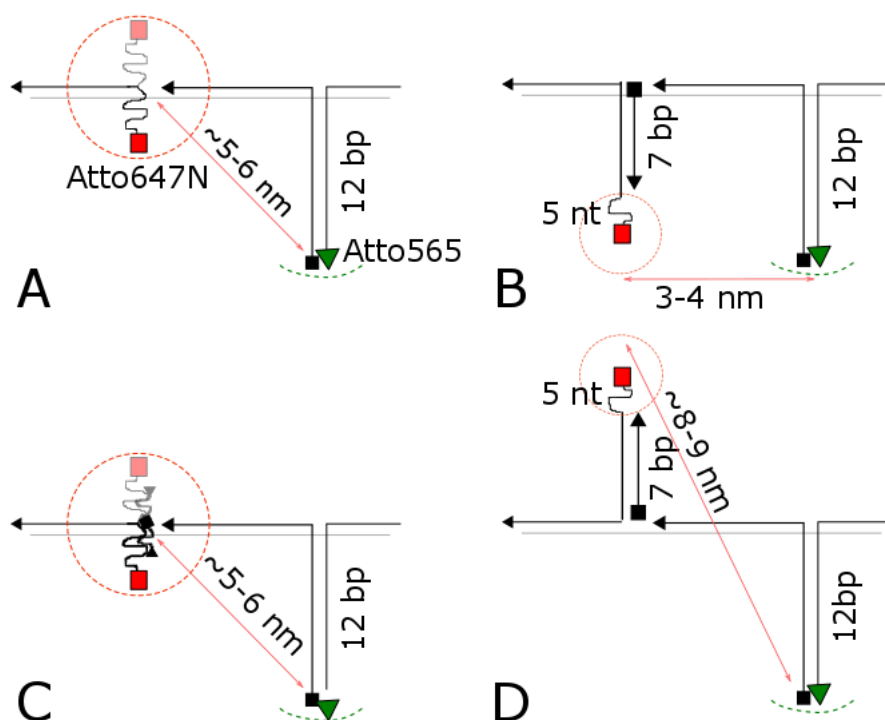 ~5-6 nm
12 bp
Atto647N
Atto565
A
7 bp
12 bp
5 nt
3-4 nm
B
~5-6 nm
12 bp
C
5 nt
7 bp
~8-9 nm
12bp
D